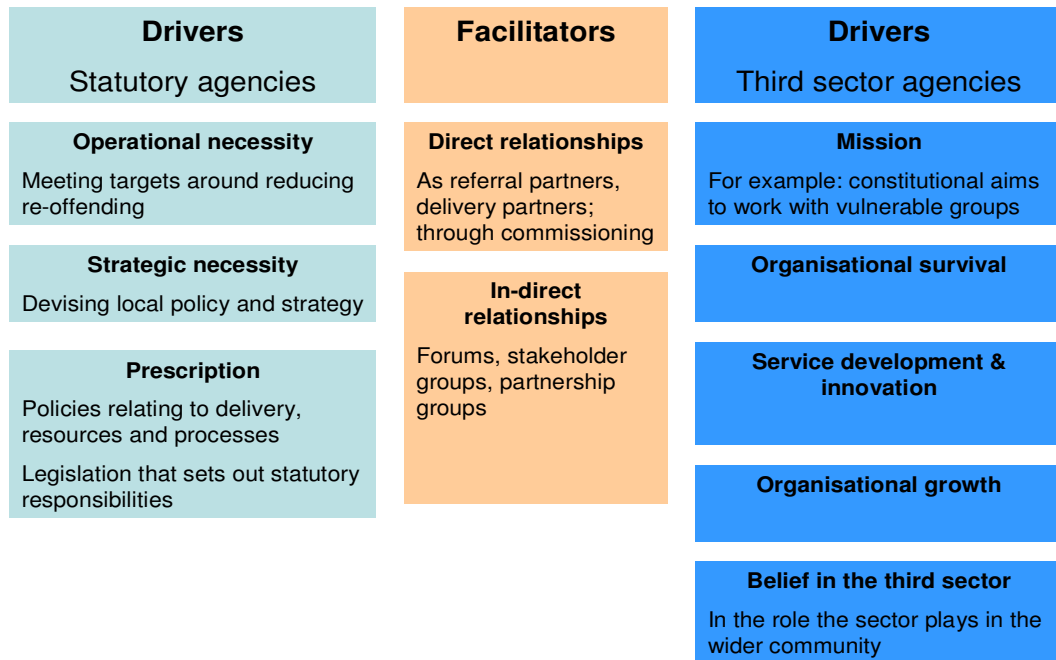 Drivers
Statutory agencies
Operational necessity
Meeting targets around reducing
re-offending
Strategic necessity
Devising local policy and strategy
Prescription
Policies relating to delivery,
resources and processes
Legislation that sets out statutory
responsibilities
Facilitators
Direct relationships
As referral partners,
delivery partners;
through commissioning
In-direct
relationships
Forums, stakeholder
groups, partnership
groups
Drivers
Third sector agencies
Mission
For example: constitutional aims
to work with vulnerable groups
Organisational survival
Service development &
innovation
Organisational growth
Belief in the third sector
In the role the sector plays in the
wider community